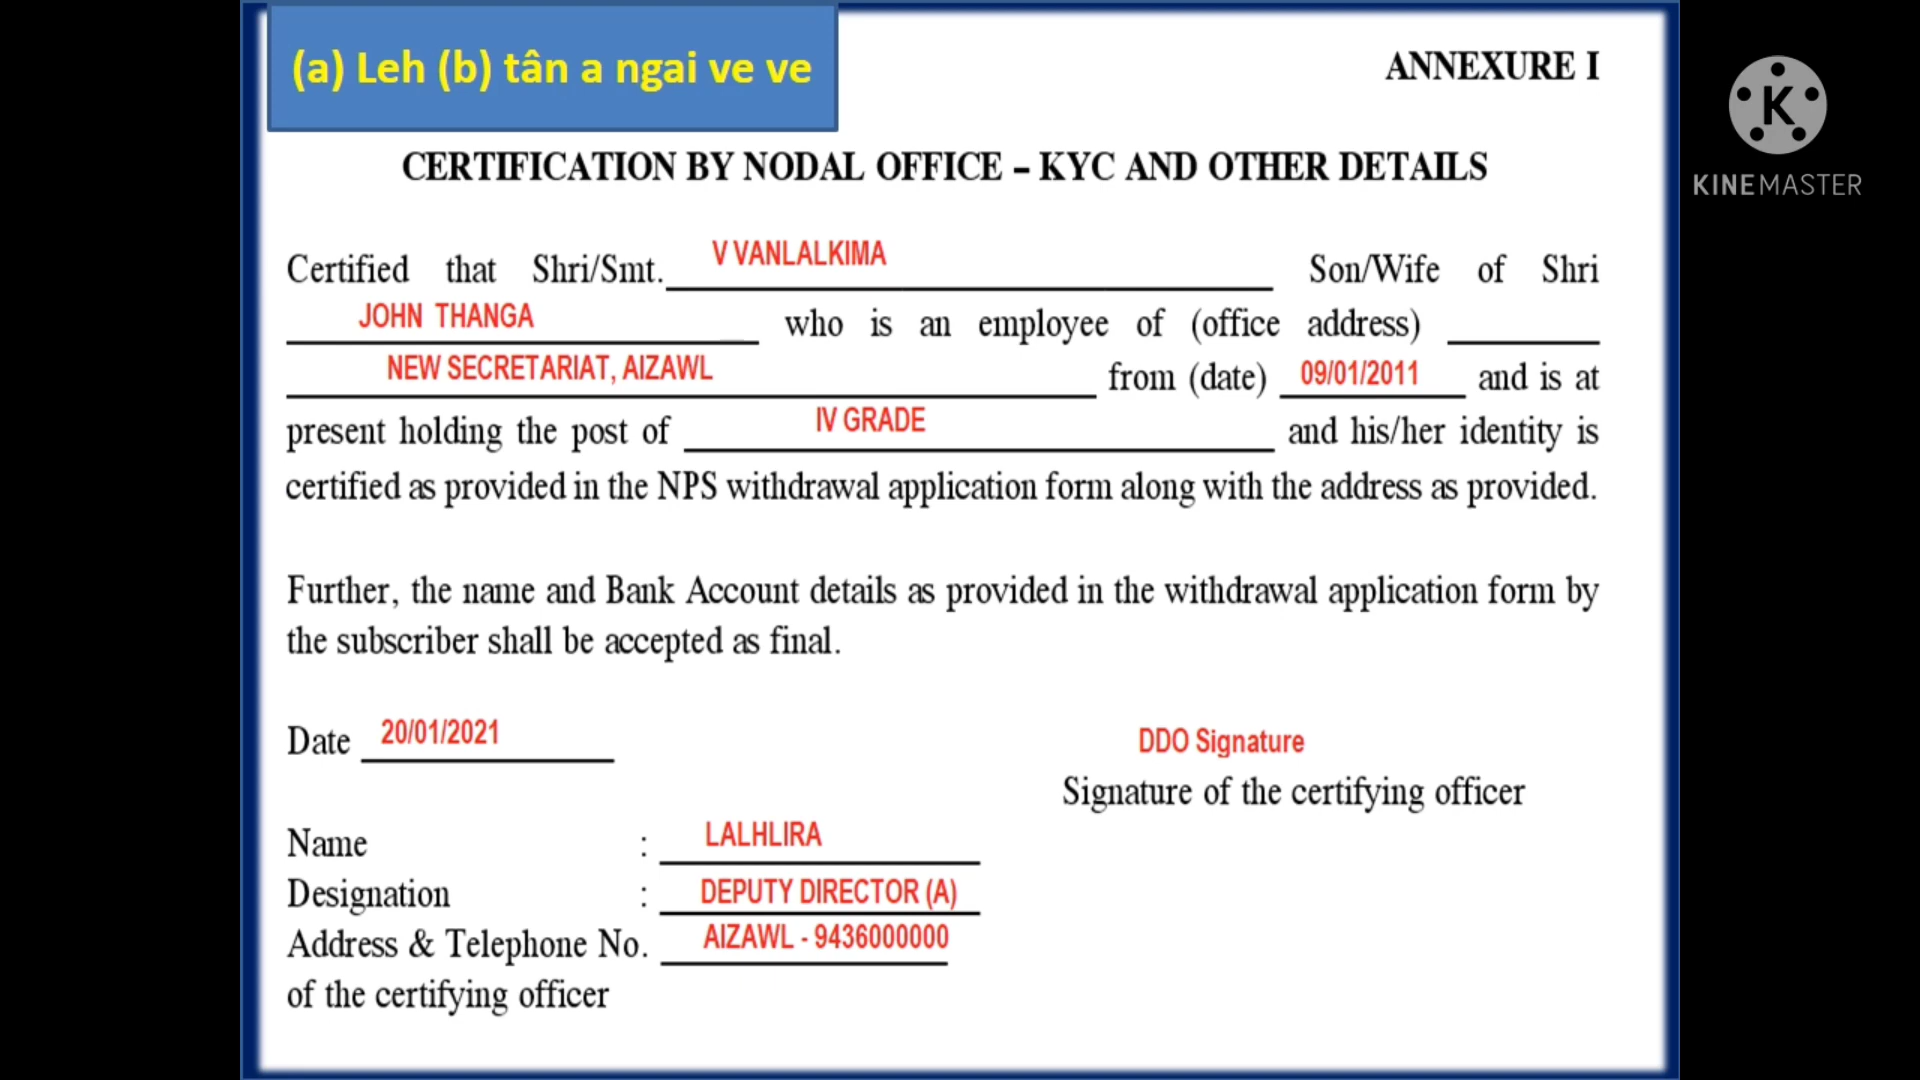 (a) Leh (b) tân a ngai ve ve
ANNEXURE I
KINEMASTER
CERTIFICATION BY NODAL OFFICE – KYC AND OTHER DETAILS
Certified that Shri/Smt. V VANLALKIMA Son/Wife of Shri
JOHN THANGA who is an employee of (office address)
NEW SECRETARIAT, AIZAWL from (date) 09/01/2011 and is at
present holding the post of IV GRADE and his/her identity is
certified as provided in the NPS withdrawal application form along with the address as provided.
Further, the name and Bank Account details as provided in the withdrawal application form by
the subscriber shall be accepted as final.
Date 20/01/2021
DDO Signature
Signature of the certifying officer
Name : LALHLIRA
Designation : DEPUTY DIRECTOR (A)
Address & Telephone No. AIZAWL - 9436000000
of the certifying officer